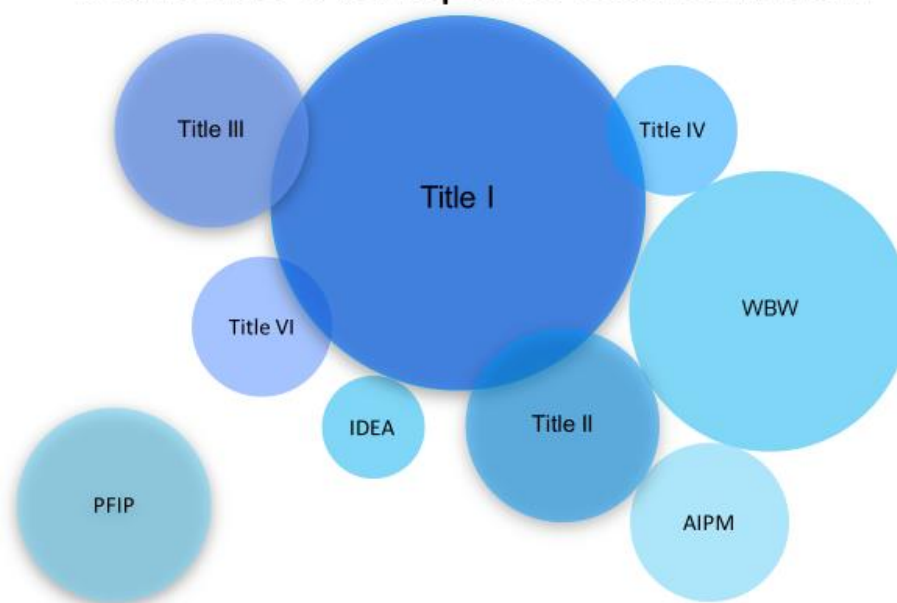 Title III
Title I
Title IV
WBW
Title VI
IDEA
Title II
PFIP
AIPM